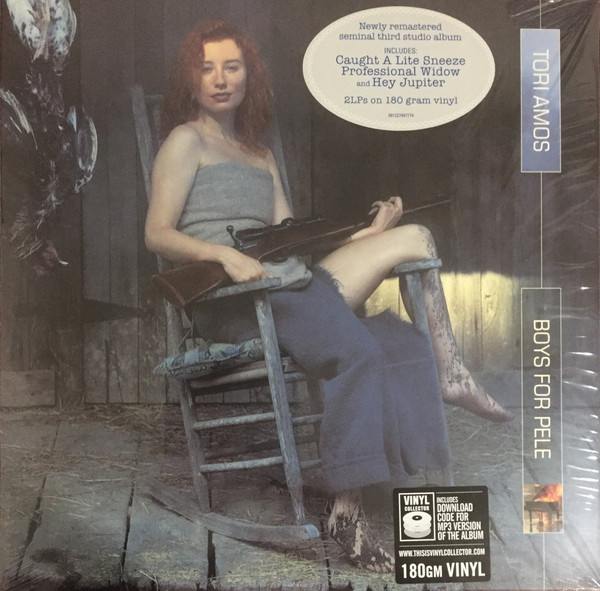 Newly remastered
seminal third studio album
INCLUDES:
Caught A Lite Sneeze
Professional Widow
and Hey Jupiter
2LPs on 180 gram vinyl
TORI AMOS
BOYS FOR PELE
VINYL
COLLECTOR
INCLUDES
DOWNLOAD
CODE FOR
MP3 VERSION
OF THE ALBUM
WWW.THISISVINYLCOLLECTOR.COM
180GM VINYL